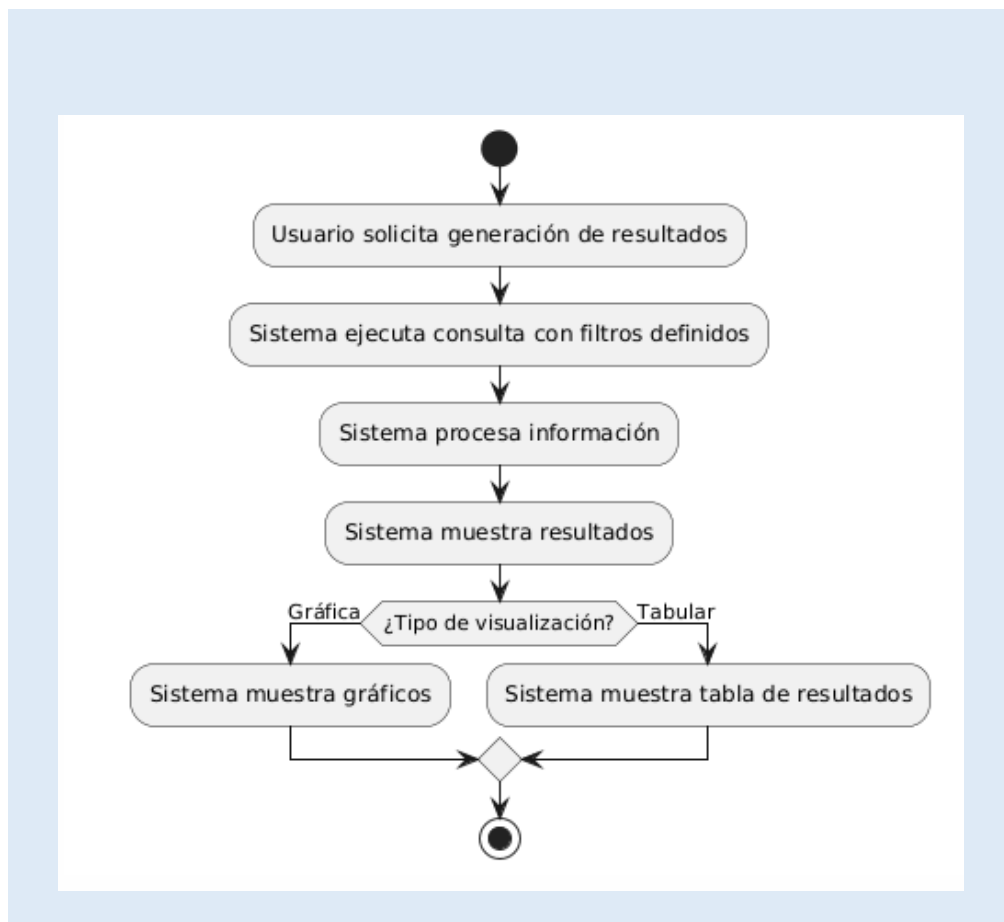 Usuario solicita generación de resultados
Sistema ejecuta consulta con filtros definidos
Sistema procesa información
Sistema muestra resultados
Gráfica
¿Tipo de visualización?
Tabular
Sistema muestra gráficos
Sistema muestra tabla de resultados